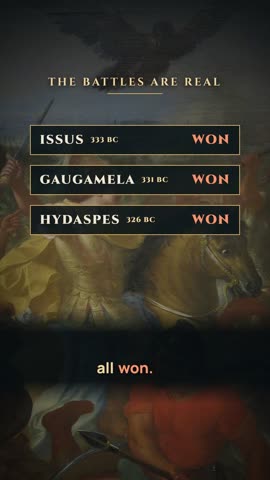 THE BATTLES ARE REAL
ISSUS 333 BC WON
GAUGAMELA 331 BC WON
HYDASPES 326 BC WON
all won.